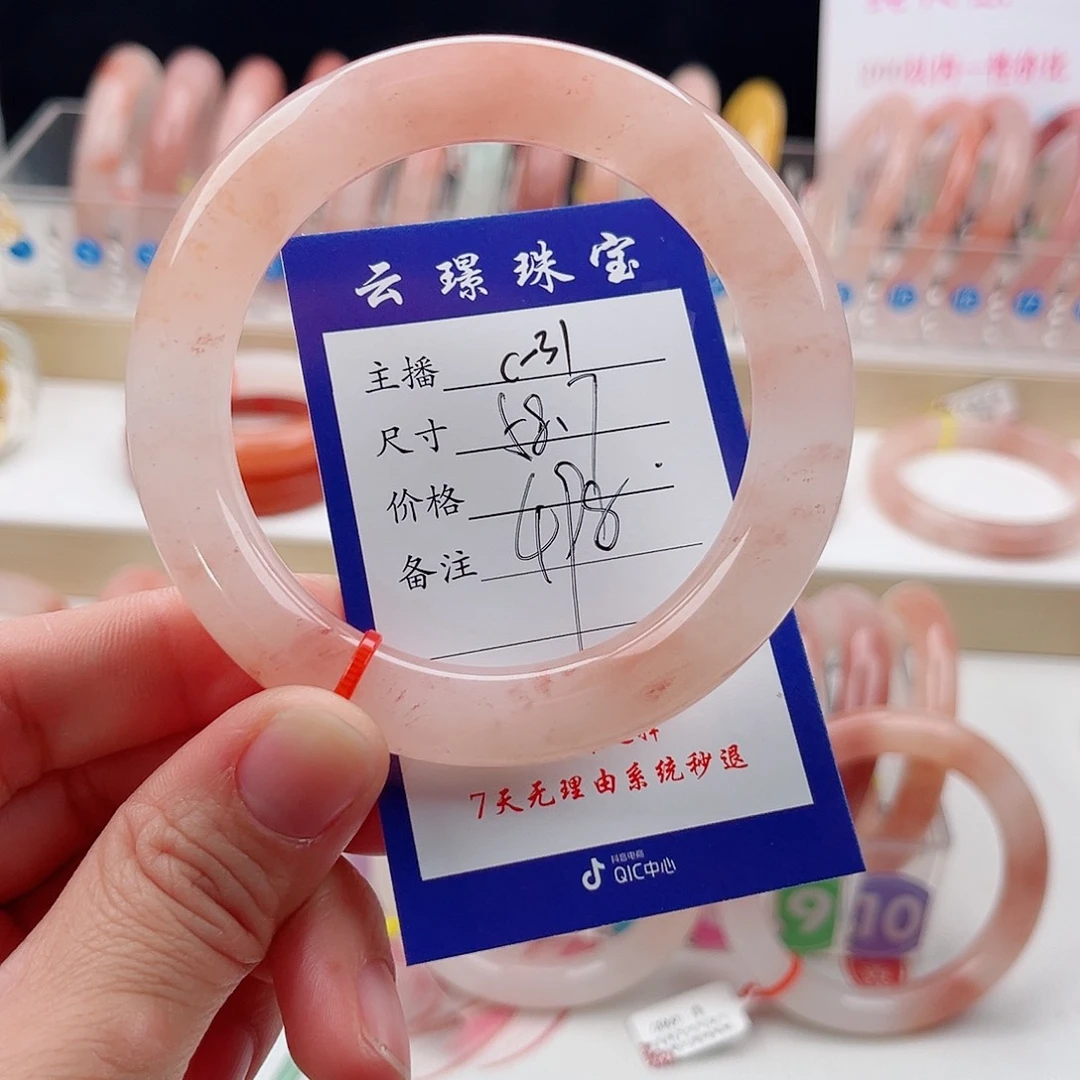 云璟珠宝
主播 C-31
尺寸 58.7
价格
备注
7天无理由系统秒退
抖音电商
QIC中心
9
10